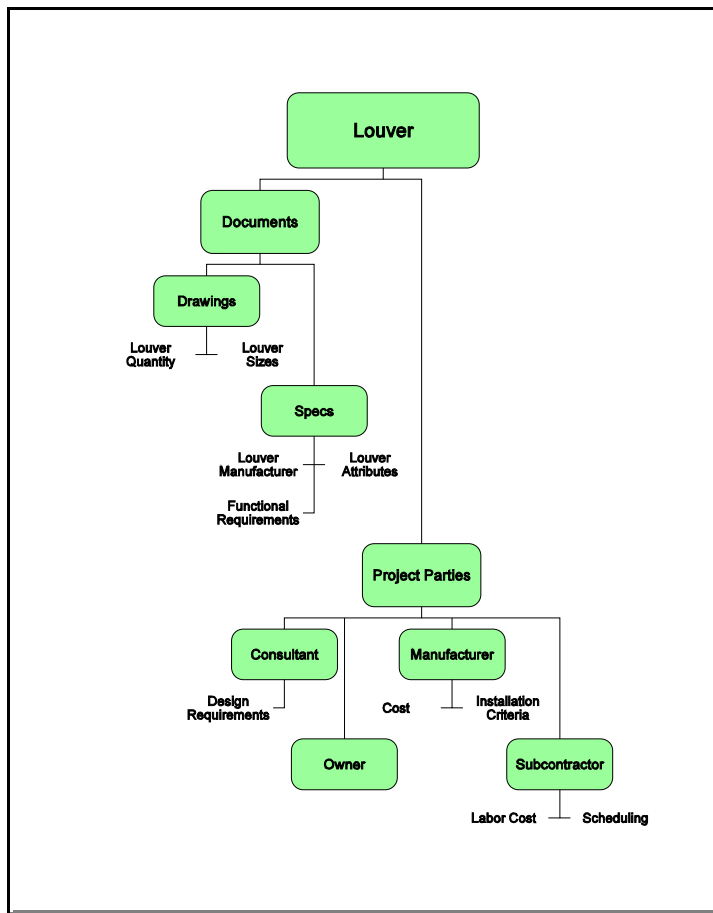 Louver
Documents
Drawings
Louver
Quantity
Louver
Sizes
Specs
Louver
Manufacturer
Louver
Attributes
Functional
Requirements
Project Parties
Consultant
Manufacturer
Design
Requirements
Cost
Installation
Criteria
Owner
Subcontractor
Labor Cost
Scheduling